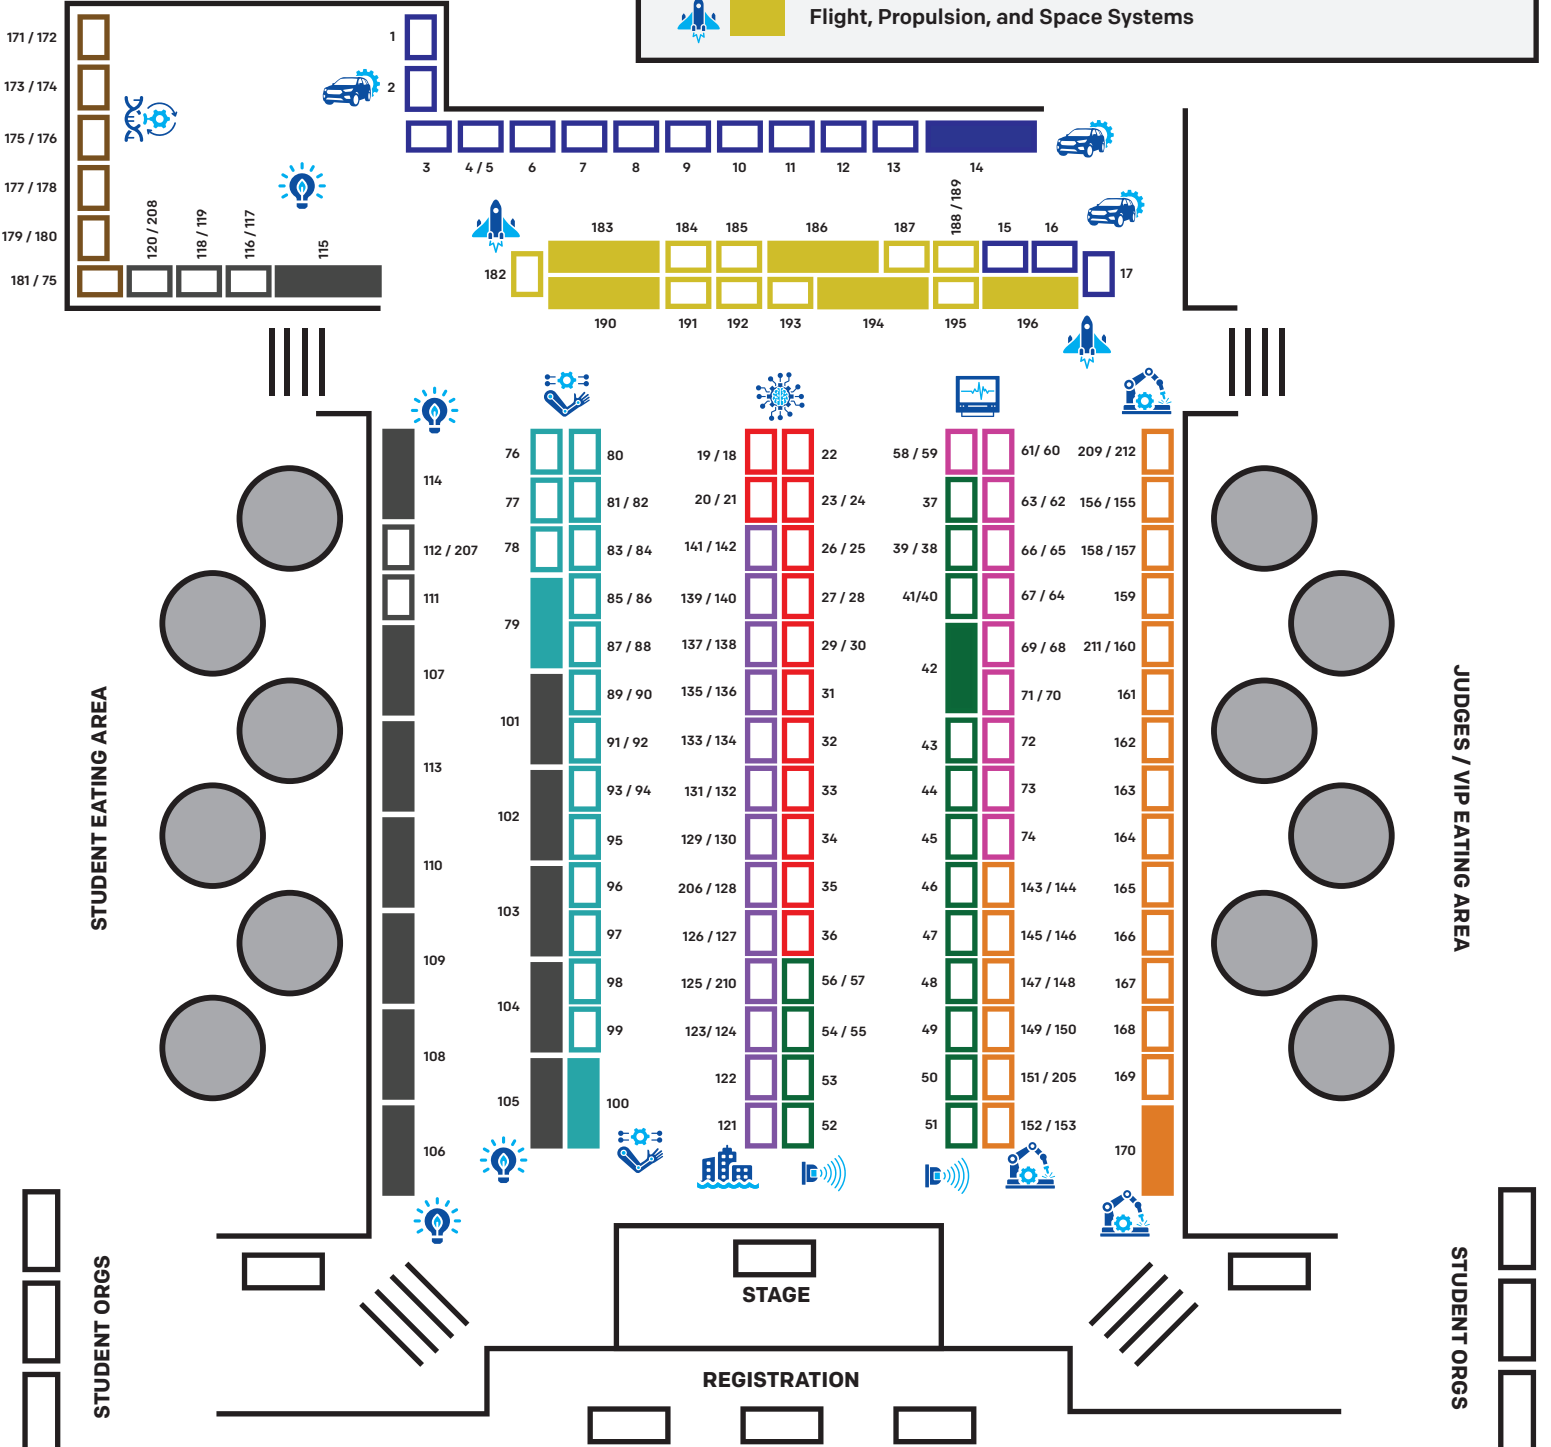 Flight, Propulsion, and Space Systems
171 / 172
173 / 174
175 / 176
177 / 178
179 / 180
181 / 75
120 / 208
118 / 119
116 / 117
115
1
2
3
4 / 5
6
7
8
9
10
11
12
13
14
183
184
185
186
187
188 / 189
15
16
182
17
190
191
192
193
194
195
196
114
112 / 207
111
107
113
110
109
108
106
76
77
78
79
101
102
103
104
105
80
81 / 82
83 / 84
85 / 86
87 / 88
89 / 90
91 / 92
93 / 94
95
96
97
98
99
100
19 / 18
20 / 21
141 / 142
139 / 140
137 / 138
135 / 136
133 / 134
131 / 132
129 / 130
206 / 128
126 / 127
125 / 210
123/ 124
122
121
22
23 / 24
26 / 25
27 / 28
29 / 30
31
32
33
34
35
36
56 / 57
54 / 55
53
52
58 / 59
37
39 / 38
41/40
42
43
44
45
46
47
48
49
50
51
61/ 60
63 / 62
66 / 65
67 / 64
69 / 68
71 / 70
72
73
74
143 / 144
145 / 146
147 / 148
149 / 150
151 / 205
152 / 153
209 / 212
156 / 155
158 / 157
159
211 / 160
161
162
163
164
165
166
167
168
169
170
STUDENT EATING AREA
JUDGES / VIP EATING AREA
STUDENT ORGS
STUDENT ORGS
STAGE
REGISTRATION